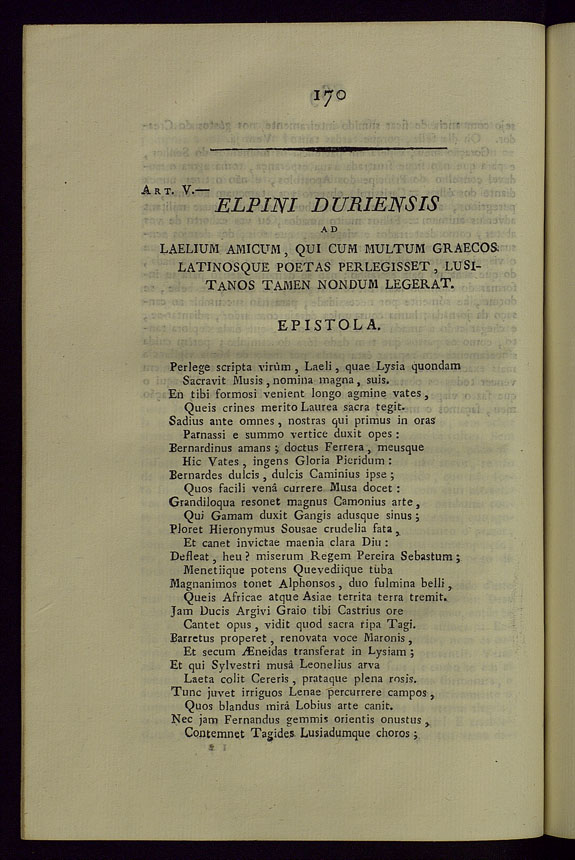 170
ART. V.—
ELPINI DURIENSIS
AD
LAELIUM AMICUM, QUI CUM MULTUM GRAECOS
LATINOSQUE POETAS PERLEGISSET, LUSI-
TANOS TAMEN NONDUM LEGERAT.
EPISTOLA.
Perlege scripta virùm, Laeli, quae Lysia quondam
Sacravit Musis, nomina magna, suis.
En tibi formosi venient longo agmine vates,
Queis crines merito Laurea sacra tegit.
Sadius ante omnes, nostras qui primus in oras
Parnassi e summo vertice duxit opes:
Bernardinus amans; doctus Ferrera, meusque
Hic Vates, ingens Gloria Pieridum:
Bernardes dulcis, dulcis Caminius ipse;
Quos facili venâ currere Musa docet:
Grandiloqua resonet magnus Camonius arte,
Qui Gamam duxit Gangis adusque sinus;
Ploret Hieronymus Sousae crudelia fata,
Et canet invictae maenia clara Diu:
Defleat, heu? miserum Regem Pereira Sebastum;
Menetiique potens Quevediique tuba
Magnanimos tonet Alphonsos, duo fulmina belli,
Queis Africae atque Asiae territa terra tremit.
Jam Ducis Argivi Graio tibi Castrius ore
Cantet opus, vidit quod sacra ripa Tagi.
Barretus properet, renovata voce Maronis,
Et secum Æneidas transferat in Lysiam;
Et qui Sylvestri musâ Leonelius arva
Laeta colit Cereris, prataque plena rosis.
Tunc juvet irriguos Lenae percurrere campos,
Quos blandus mirâ Lobius arte canit.
Nec jam Fernandus gemmis orientis onustus,
Contemnet Tagides Lusiadumque choros;